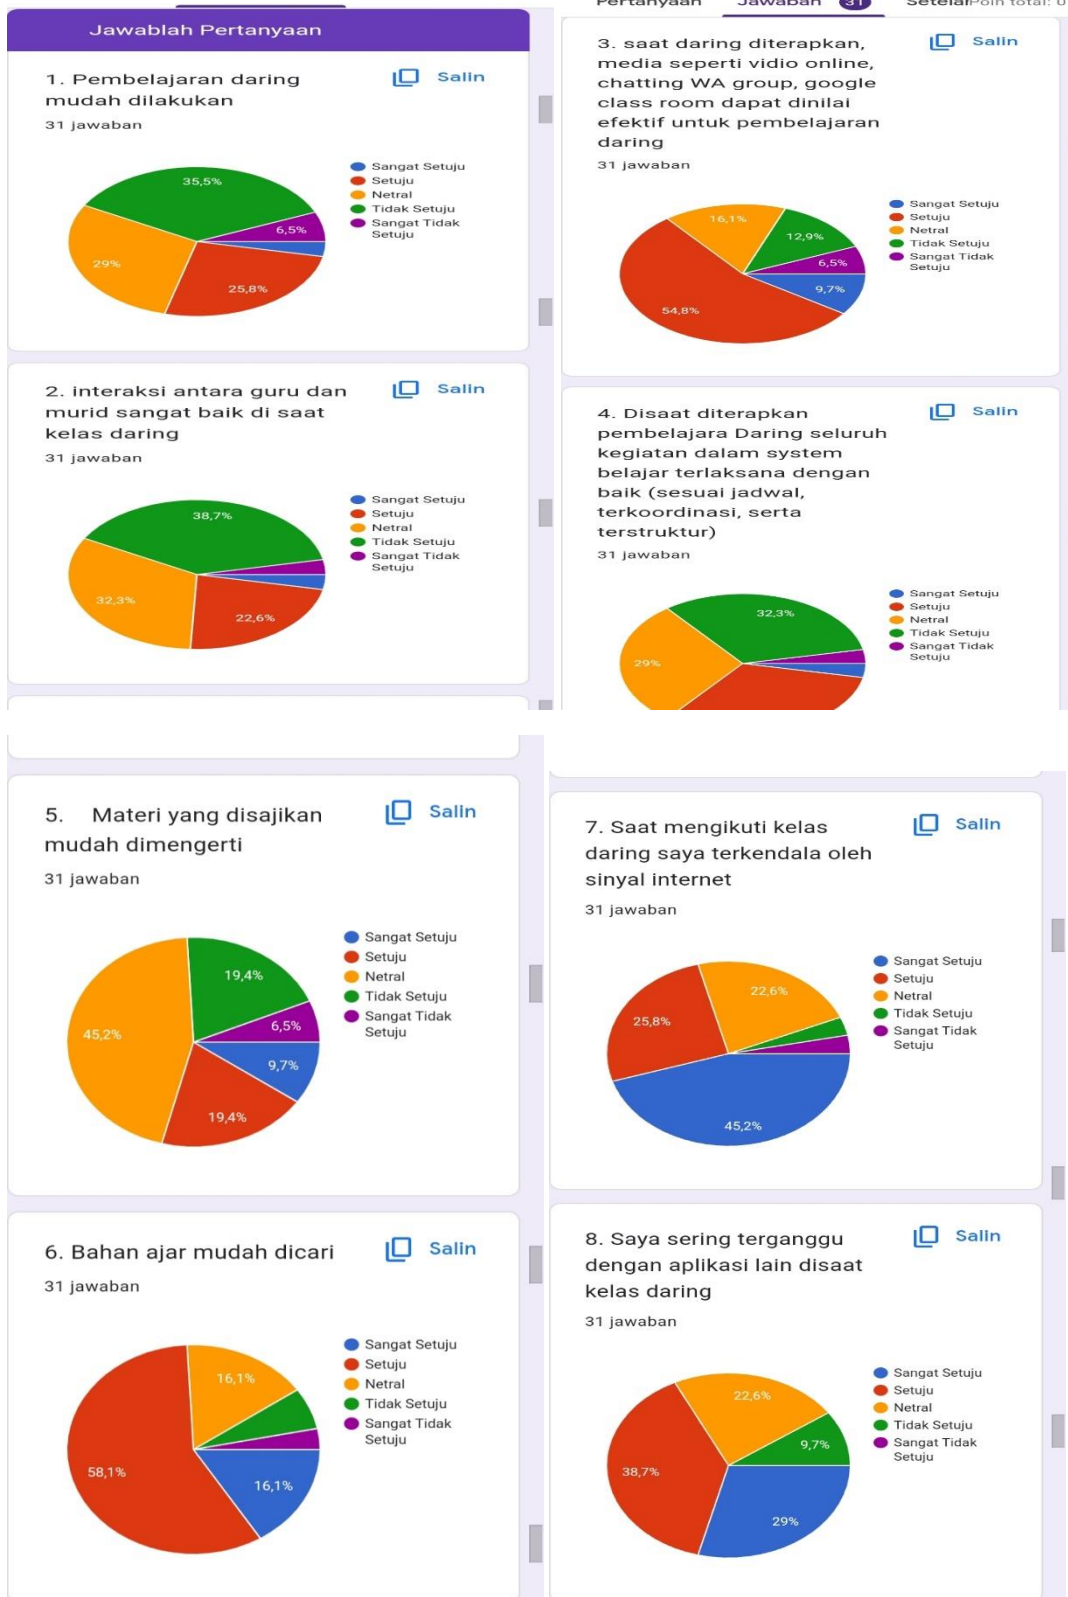 Jawablah Pertanyaan
1. Pembelajaran daring
mudah dilakukan
Salin
31 jawaban
35,5%
6,5%
29%
25,8%
Sangat Setuju
Setuju
Netral
Tidak Setuju
Sangat Tidak
Setuju
2. interaksi antara guru dan
murid sangat baik di saat
kelas daring
Salin
31 jawaban
38,7%
32,3%
22,6%
Sangat Setuju
Setuju
Netral
Tidak Setuju
Sangat Tidak
Setuju
Pertanyaan Jawaban 31 Setelan Poin total: 0
3. saat daring diterapkan,
media seperti vidio online,
chatting WA group, google
class room dapat dinilai
efektif untuk pembelajaran
daring
Salin
31 jawaban
16,1%
12,9%
6,5%
9,7%
54,8%
Sangat Setuju
Setuju
Netral
Tidak Setuju
Sangat Tidak
Setuju
4. Disaat diterapkan
pembelajara Daring seluruh
kegiatan dalam system
belajar terlaksana dengan
baik (sesuai jadwal,
terkoordinasi, serta
terstruktur)
Salin
31 jawaban
32,3%
29%
Sangat Setuju
Setuju
Netral
Tidak Setuju
Sangat Tidak
Setuju
5. Materi yang disajikan
mudah dimengerti
Salin
31 jawaban
19,4%
6,5%
45,2%
9,7%
19,4%
Sangat Setuju
Setuju
Netral
Tidak Setuju
Sangat Tidak
Setuju
6. Bahan ajar mudah dicari
Salin
31 jawaban
16,1%
58,1%
16,1%
Sangat Setuju
Setuju
Netral
Tidak Setuju
Sangat Tidak
Setuju
7. Saat mengikuti kelas
daring saya terkendala oleh
sinyal internet
Salin
31 jawaban
22,6%
25,8%
45,2%
Sangat Setuju
Setuju
Netral
Tidak Setuju
Sangat Tidak
Setuju
8. Saya sering terganggu
dengan aplikasi lain disaat
kelas daring
Salin
31 jawaban
22,6%
9,7%
38,7%
29%
Sangat Setuju
Setuju
Netral
Tidak Setuju
Sangat Tidak
Setuju